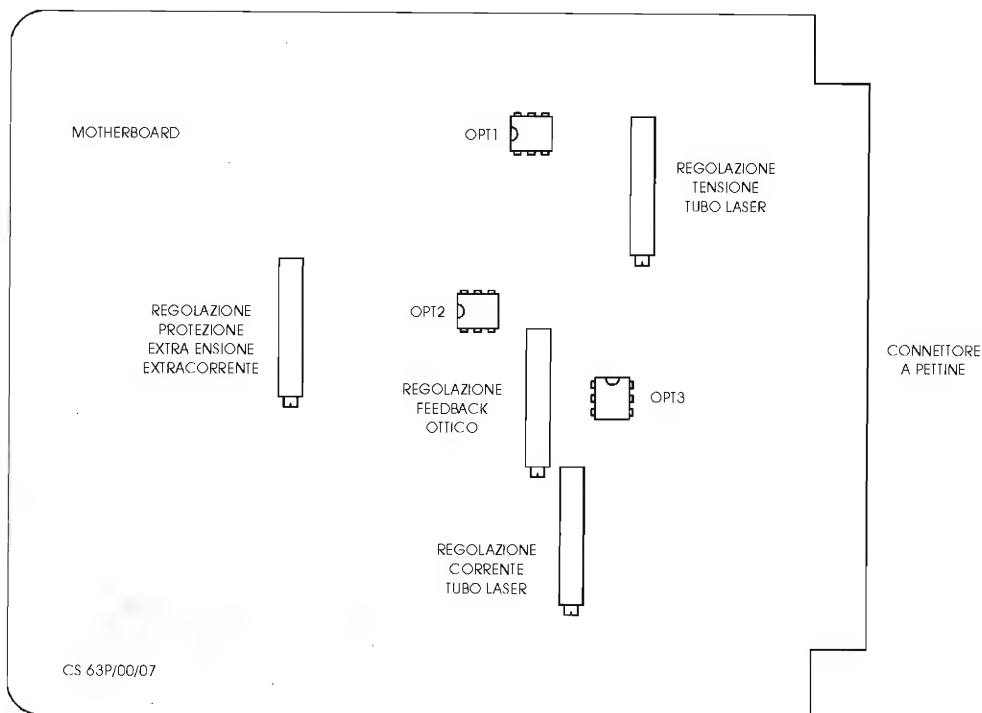 MOTHERBOARD
OPT1
REGOLAZIONE
TENSIONE
TUBO LASER
REGOLAZIONE
PROTEZIONE
EXTRA ENSIONE
EXTRACORRENTE
OPT2
REGOLAZIONE
FEEDBACK
OTTICO
OPT3
CONNETTORE
A PETTINE
REGOLAZIONE
CORRENTE
TUBO LASER
CS 63P/00/07